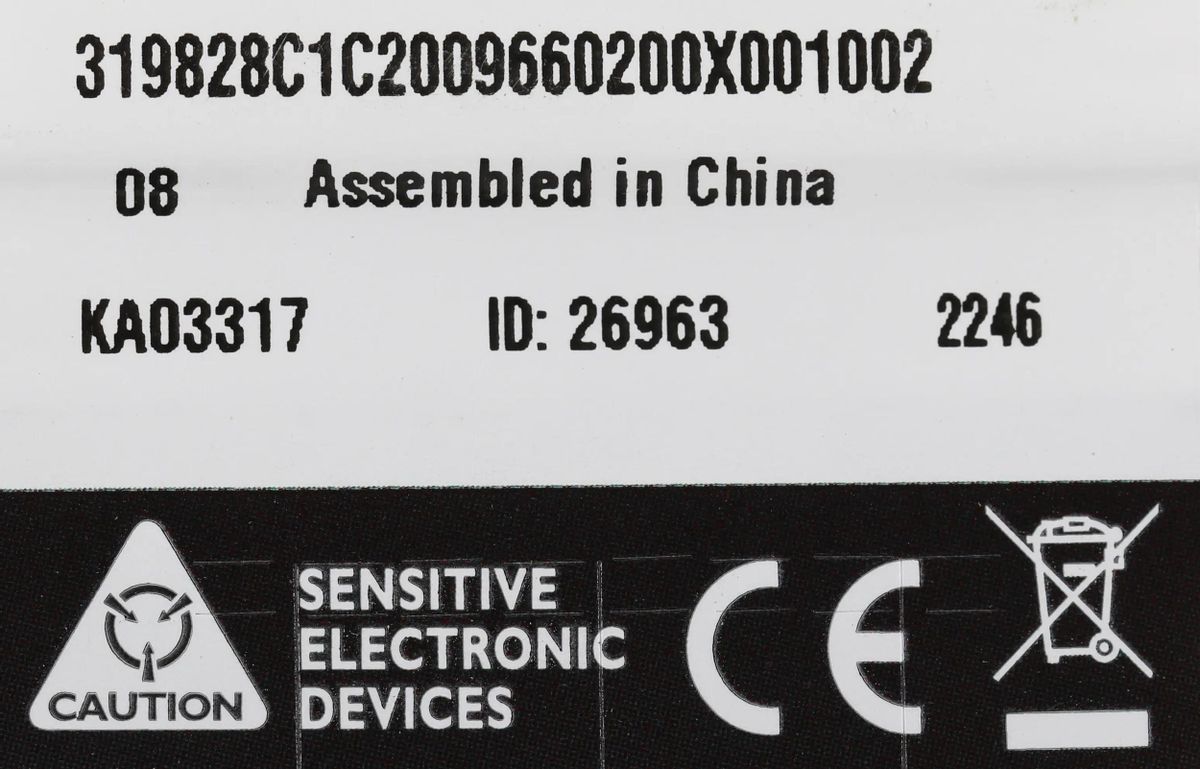 319828C1C2009660200X001002
08 Assembled in China
KA03317 ID: 26963 2246
CAUTION
SENSITIVE
ELECTRONIC
DEVICES
CE